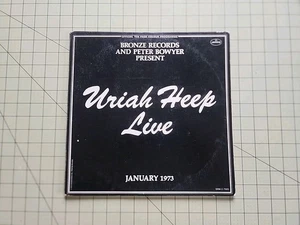 BRONZE RECORDS
AND PETER BOWYER
PRESENT
Uriah Heep
Live
JANUARY 1973